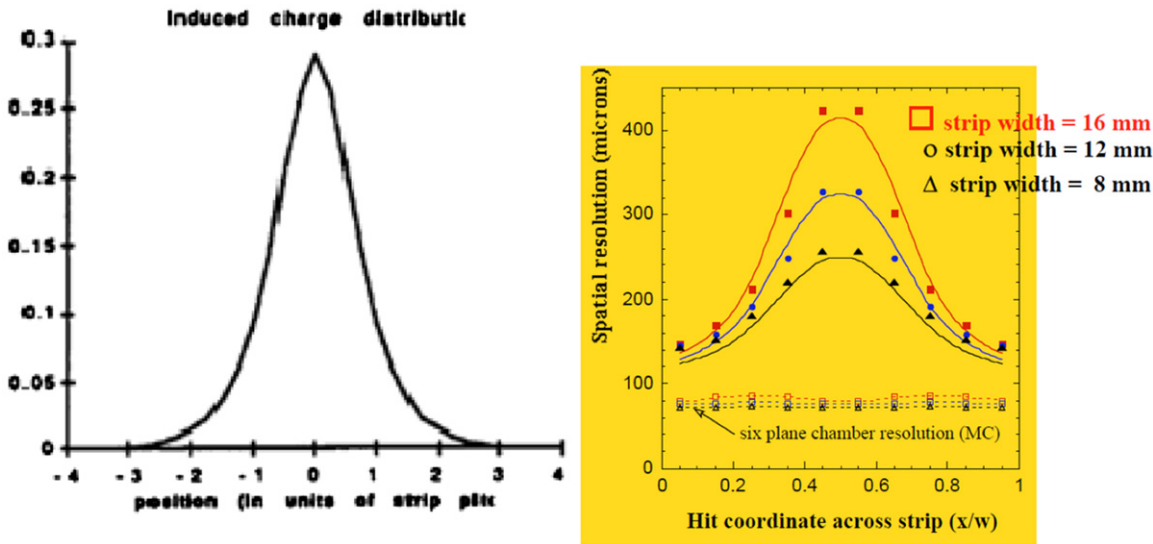 Induced charge distributic
0.3
0.25
0.2
0.15
0.1
0.05
0
-4 -3 -2 -1 0 1 2 3 4
position (in units of strip pitc
Spatial resolution (microns)
400
300
200
100
0
strip width = 16 mm
o strip width = 12 mm
Δ strip width = 8 mm
six plane chamber resolution (MC)
0 0.2 0.4 0.6 0.8 1
Hit coordinate across strip (x/w)